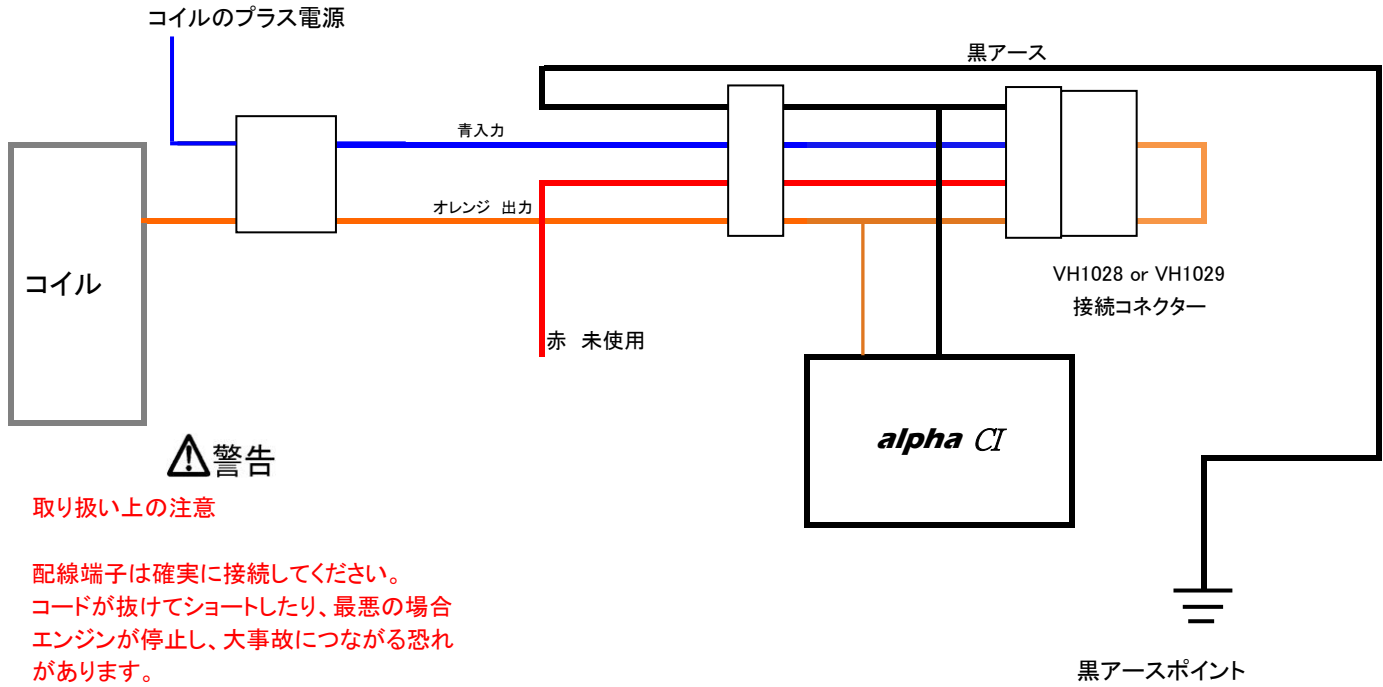 コイルのプラス電源
黒アース
青入力
オレンジ 出力
コイル
VH1028 or VH1029
接続コネクター
赤 未使用
alpha CI
警告
取り扱い上の注意
配線端子は確実に接続してください。
コードが抜けてショートしたり、最悪の場合
エンジンが停止し、大事故につながる恐れ
があります。
黒アースポイント